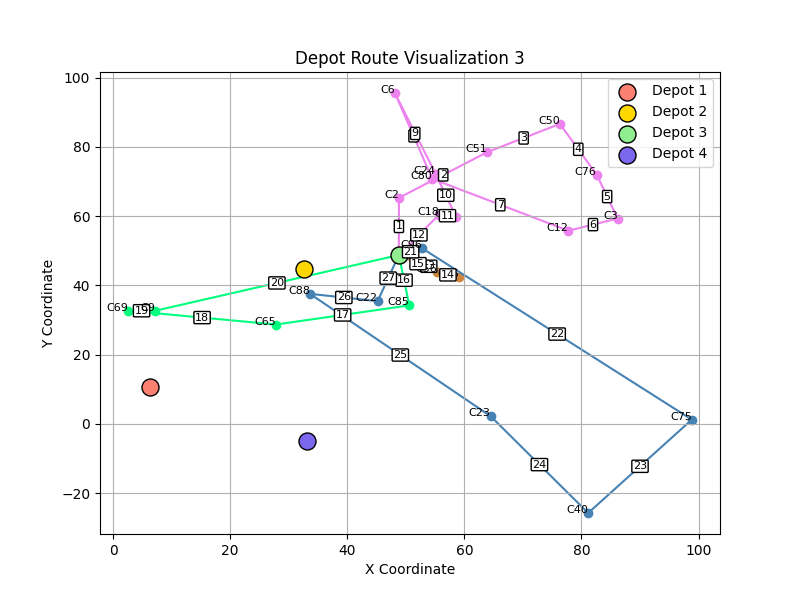 Depot Route Visualization 3
Y Coordinate
X Coordinate
100
80
60
40
20
0
−20
0
20
40
60
80
100
Depot 1
Depot 2
Depot 3
Depot 4
C6
9
C50
3
C51
4
C24
C80
2
C76
10
5
C2
7
C18
11
C3
6
C12
1
12
21
15
14
27
16
20
C88
26
C22
C85
C69
19
18
C65
17
22
25
C23
C75
24
23
C40